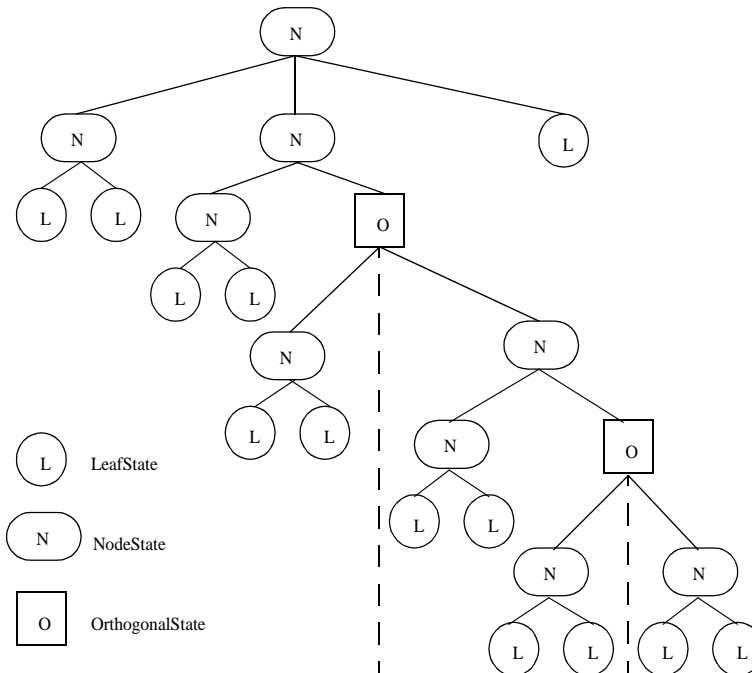 N
N N L
L L N O
L L
N N
L L N O
L LeafState
L L
N NodeState
N N
O OrthogonalState
L L L L